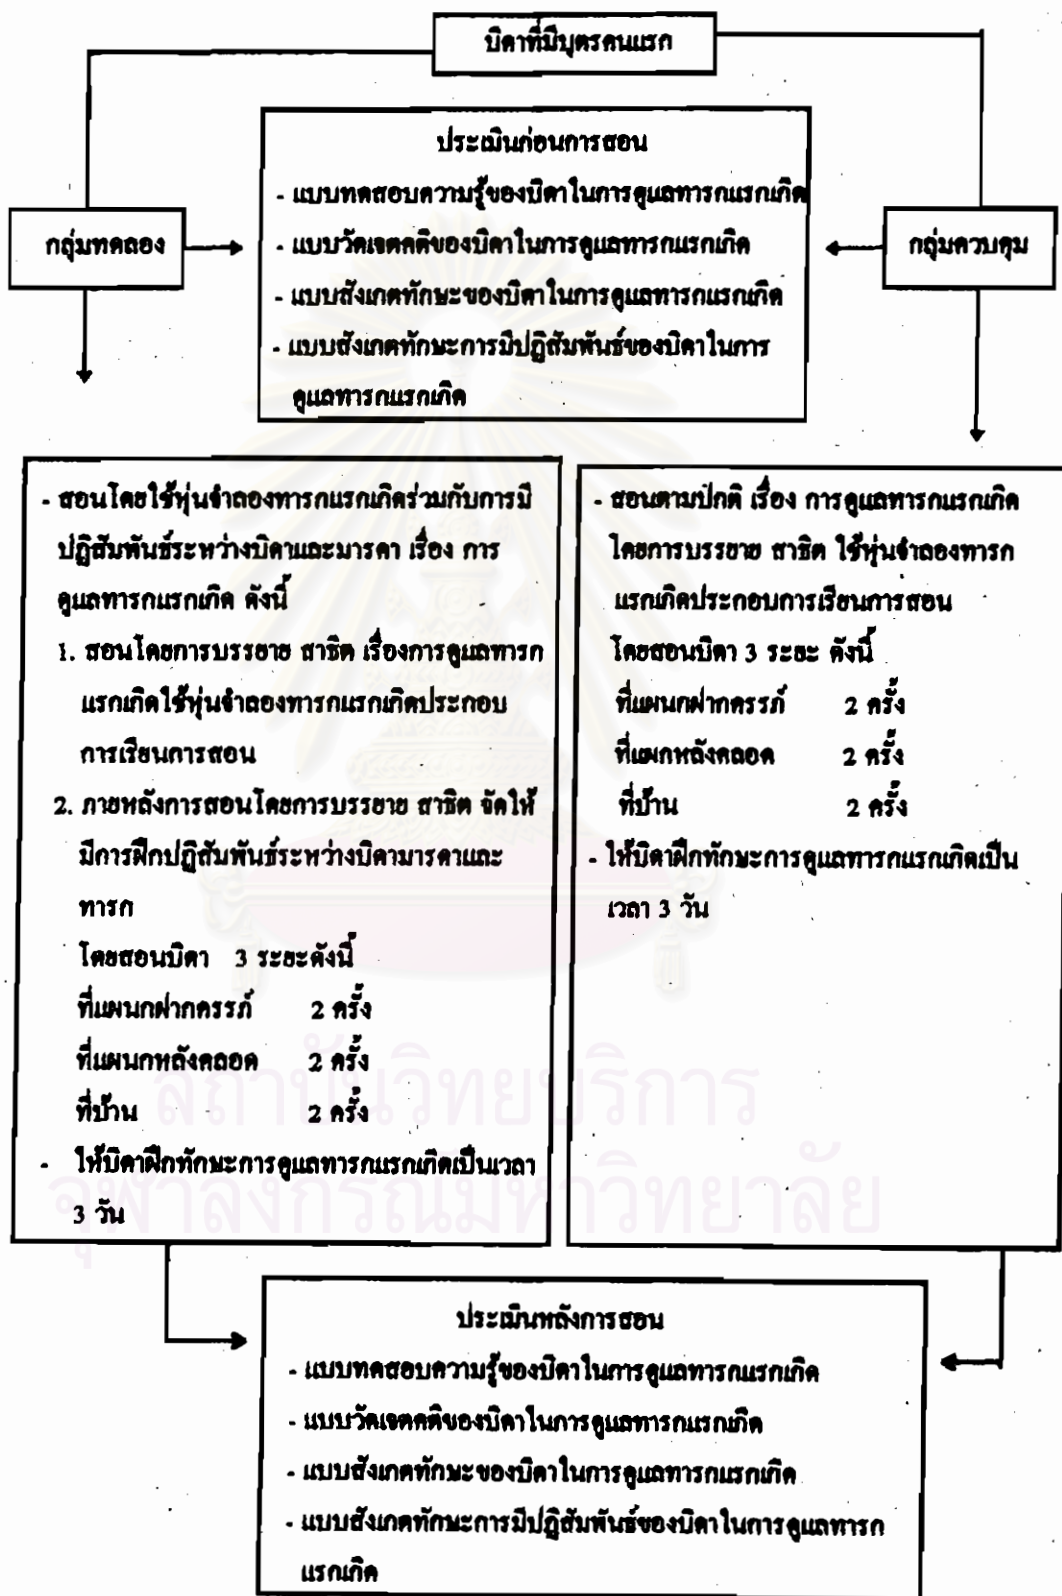 บิดาที่มีบุตรคนแรก
ประเมินก่อนการสอน
- แบบทดสอบความรู้ของบิดาในการดูแลทารกแรกเกิด
- แบบวัดเจตคติของบิดาในการดูแลทารกแรกเกิด
- แบบสังเกตทักษะของบิดาในการดูแลทารกแรกเกิด
- แบบสังเกตทักษะการมีปฏิสัมพันธ์ของบิดาในการ
ดูแลทารกแรกเกิด
กลุ่มทดลอง
กลุ่มควบคุม
- สอนโดยใช้หุ่นจำลองทารกแรกเกิดร่วมกับการมี
ปฏิสัมพันธ์ระหว่างบิดาและมารดา เรื่อง การ
ดูแลทารกแรกเกิด ดังนี้
1. สอนโดยการบรรยาย สาธิต เรื่องการดูแลทารก
แรกเกิดใช้หุ่นจำลองทารกแรกเกิดประกอบ
การเรียนการสอน
2. ภายหลังการสอนโดยการบรรยาย สาธิต จัดให้
มีการฝึกปฏิสัมพันธ์ระหว่างบิดามารดาและ
ทารก
โดยสอนบิดา 3 ระยะดังนี้
ที่แผนกฝากครรภ์ 2 ครั้ง
ที่แผนกหลังคลอด 2 ครั้ง
ที่บ้าน 2 ครั้ง
- ให้บิดาฝึกทักษะการดูแลทารกแรกเกิดเป็นเวลา
3 วัน
- สอนตามปกติ เรื่อง การดูแลทารกแรกเกิด
โดยการบรรยาย สาธิต ใช้หุ่นจำลองทารก
แรกเกิดประกอบการเรียนการสอน
โดยสอนบิดา 3 ระยะ ดังนี้
ที่แผนกฝากครรภ์ 2 ครั้ง
ที่แผกหลังคลอด 2 ครั้ง
ที่บ้าน 2 ครั้ง
- ให้บิดาฝึกทักษะการดูแลทารกแรกเกิดเป็น
เวลา 3 วัน
สถาบันวิทยบริการ
จุฬาลงกรณ์มหาวิทยาลัย
ประเมินหลังการสอน
- แบบทดสอบความรู้ของบิดาในการดูแลทารกแรกเกิด
- แบบวัดเจตคติของบิดาในการดูแลทารกแรกเกิด
- แบบสังเกตทักษะของบิดาในการดูแลทารกแรกเกิด
- แบบสังเกตทักษะการมีปฏิสัมพันธ์ของบิดาในการดูแลทารก
แรกเกิด